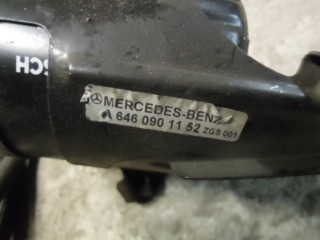 MERCEDES-BENZ
A 646 090 11 52 ZGS 001
SCH